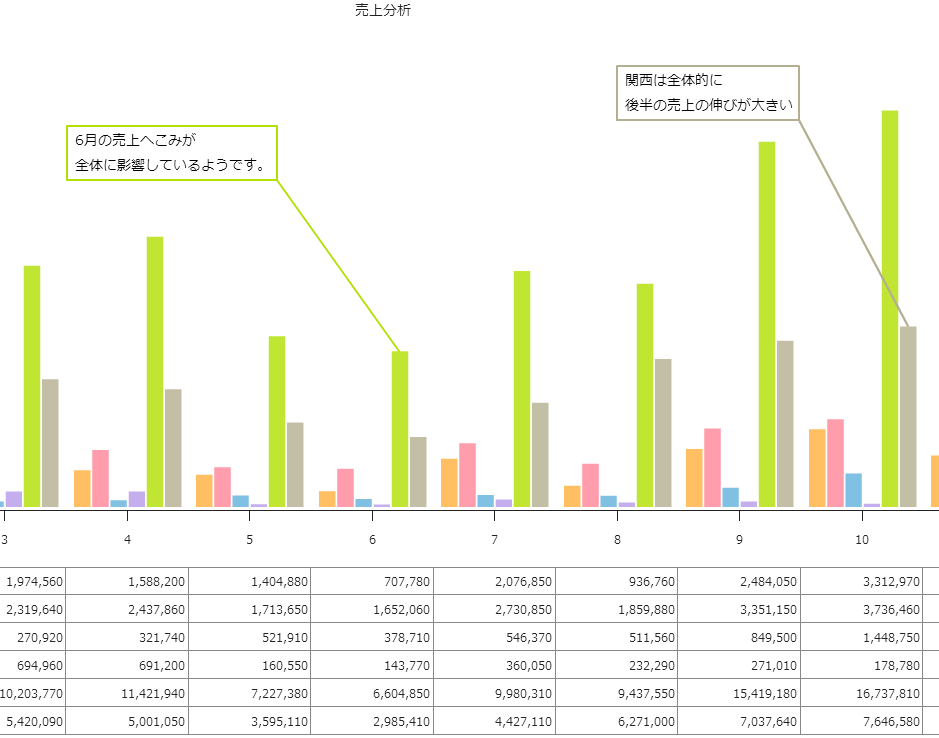 売上分析
関西は全体的に
後半の売上の伸びが大きい
6月の売上へこみが
全体に影響しているようです。
3 4 5 6 7 8 9 10
1,974,560 1,588,200 1,404,880 707,780 2,076,850 936,760 2,484,050 3,312,970
2,319,640 2,437,860 1,713,650 1,652,060 2,730,850 1,859,880 3,351,150 3,736,460
270,920 321,740 521,910 378,710 546,370 511,560 849,500 1,448,750
694,960 691,200 160,550 143,770 360,050 232,290 271,010 178,780
10,203,770 11,421,940 7,227,380 6,604,850 9,980,310 9,437,550 15,419,180 16,737,810
5,420,090 5,001,050 3,595,110 2,985,410 4,427,110 6,271,000 7,037,640 7,646,580